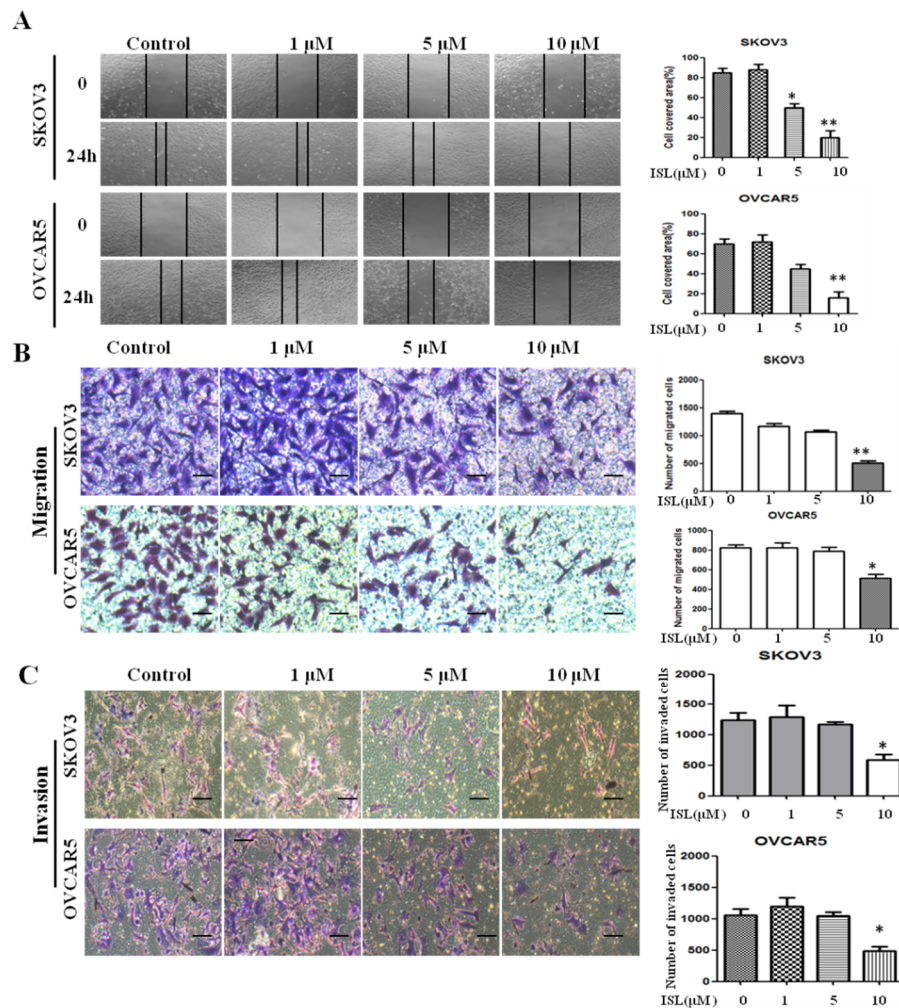 A
Control 1 μM 5 μM 10 μM
SKOV3
0
24h
OVCAR5
0
24h
SKOV3
Cell covered area(%)
100
80
60
40
20
0
ISL(μM) 0 1 5 10
*
**
OVCAR5
Cell covered area(%)
80
60
40
20
0
ISL(μM) 0 1 5 10
**
B
Control 1 μM 5 μM 10 μM
Migration
SKOV3
OVCAR5
SKOV3
Number of migrated cells
2000
1500
1000
500
0
ISL(μM) 0 1 5 10
**
OVCAR5
Number of migrated cells
1000
800
600
400
200
0
ISL(μM) 0 1 5 10
*
C
Control 1 μM 5 μM 10 μM
Invasion
SKOV3
OVCAR5
SKOV3
Number of invaded cells
2000
1500
1000
500
0
ISL(μM) 0 1 5 10
*
OVCAR5
Number of invaded cells
2000
1500
1000
500
0
ISL(μM) 0 1 5 10
*